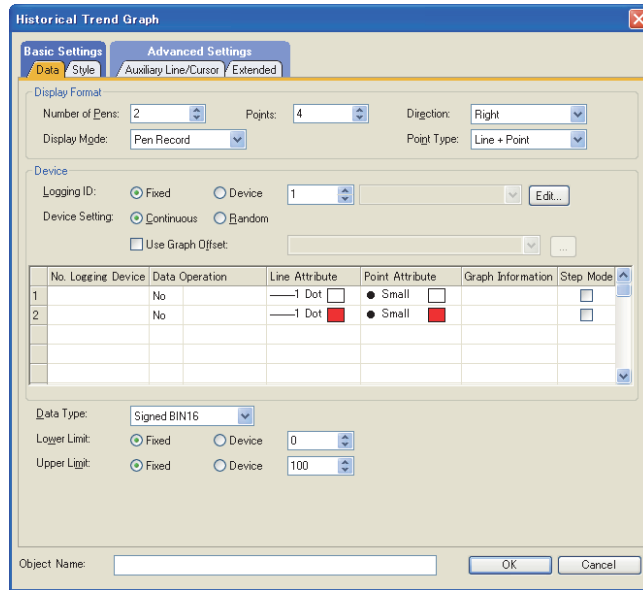 Historical Trend Graph
Basic Settings Advanced Settings
Data Style Auxiliary Line/Cursor Extended
Display Format
Number of Pens: 2 Points: 4 Direction: Right
Display Mode: Pen Record Point Type: Line + Point
Device
Logging ID: Fixed Device 1 Edit...
Device Setting: Continuous Random
Use Graph Offset: ...
No. Logging Device Data Operation Line Attribute Point Attribute Graph Information Step Mode
1 No 1 Dot Small
2 No 1 Dot Small
Data Type: Signed BIN16
Lower Limit: Fixed Device 0
Upper Limit: Fixed Device 100
Object Name: OK Cancel